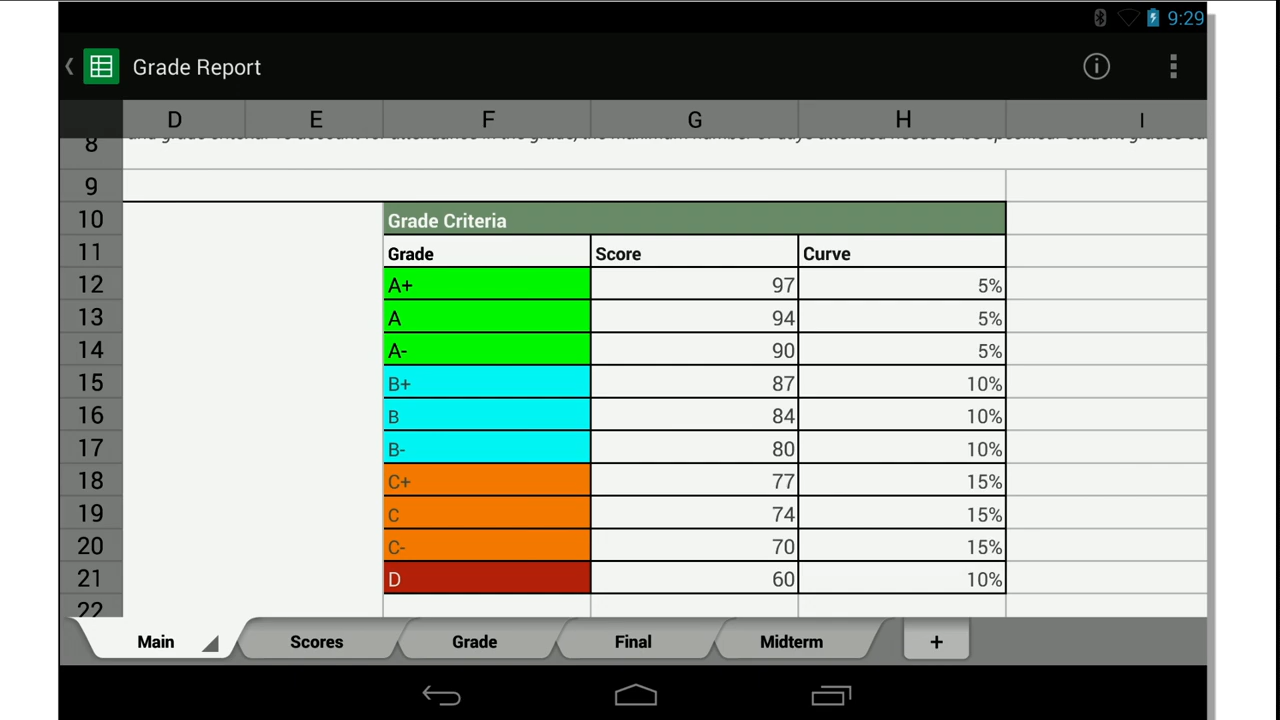 9:29
Grade Report
D E F G H I
8
9
10 Grade Criteria
11 Grade Score Curve
12 A+ 97 5%
13 A 94 5%
14 A- 90 5%
15 B+ 87 10%
16 B 84 10%
17 B- 80 10%
18 C+ 77 15%
19 C 74 15%
20 C- 70 15%
21 D 60 10%
22
Main Scores Grade Final Midterm +